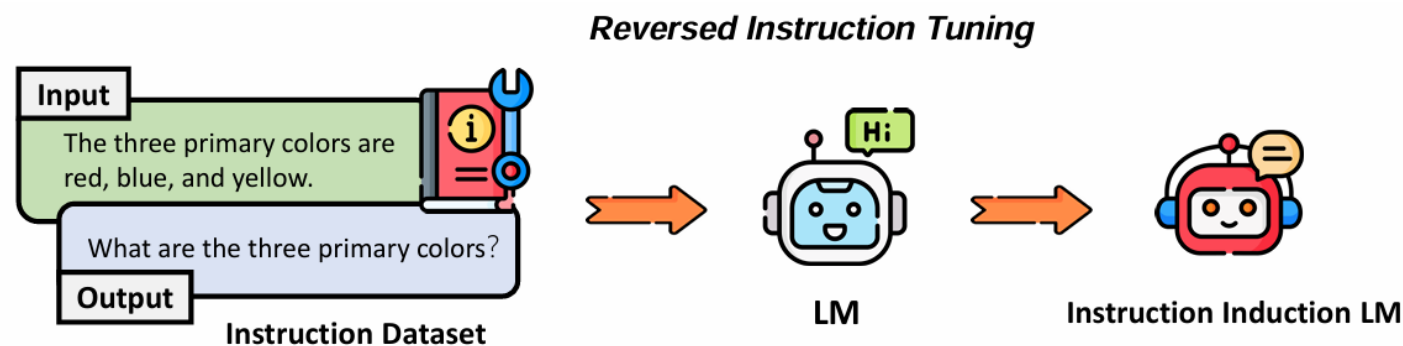 Reversed Instruction Tuning
Input
The three primary colors are
red, blue, and yellow.
i
What are the three primary colors?
Output
Instruction Dataset
Hi
LM
Instruction Induction LM